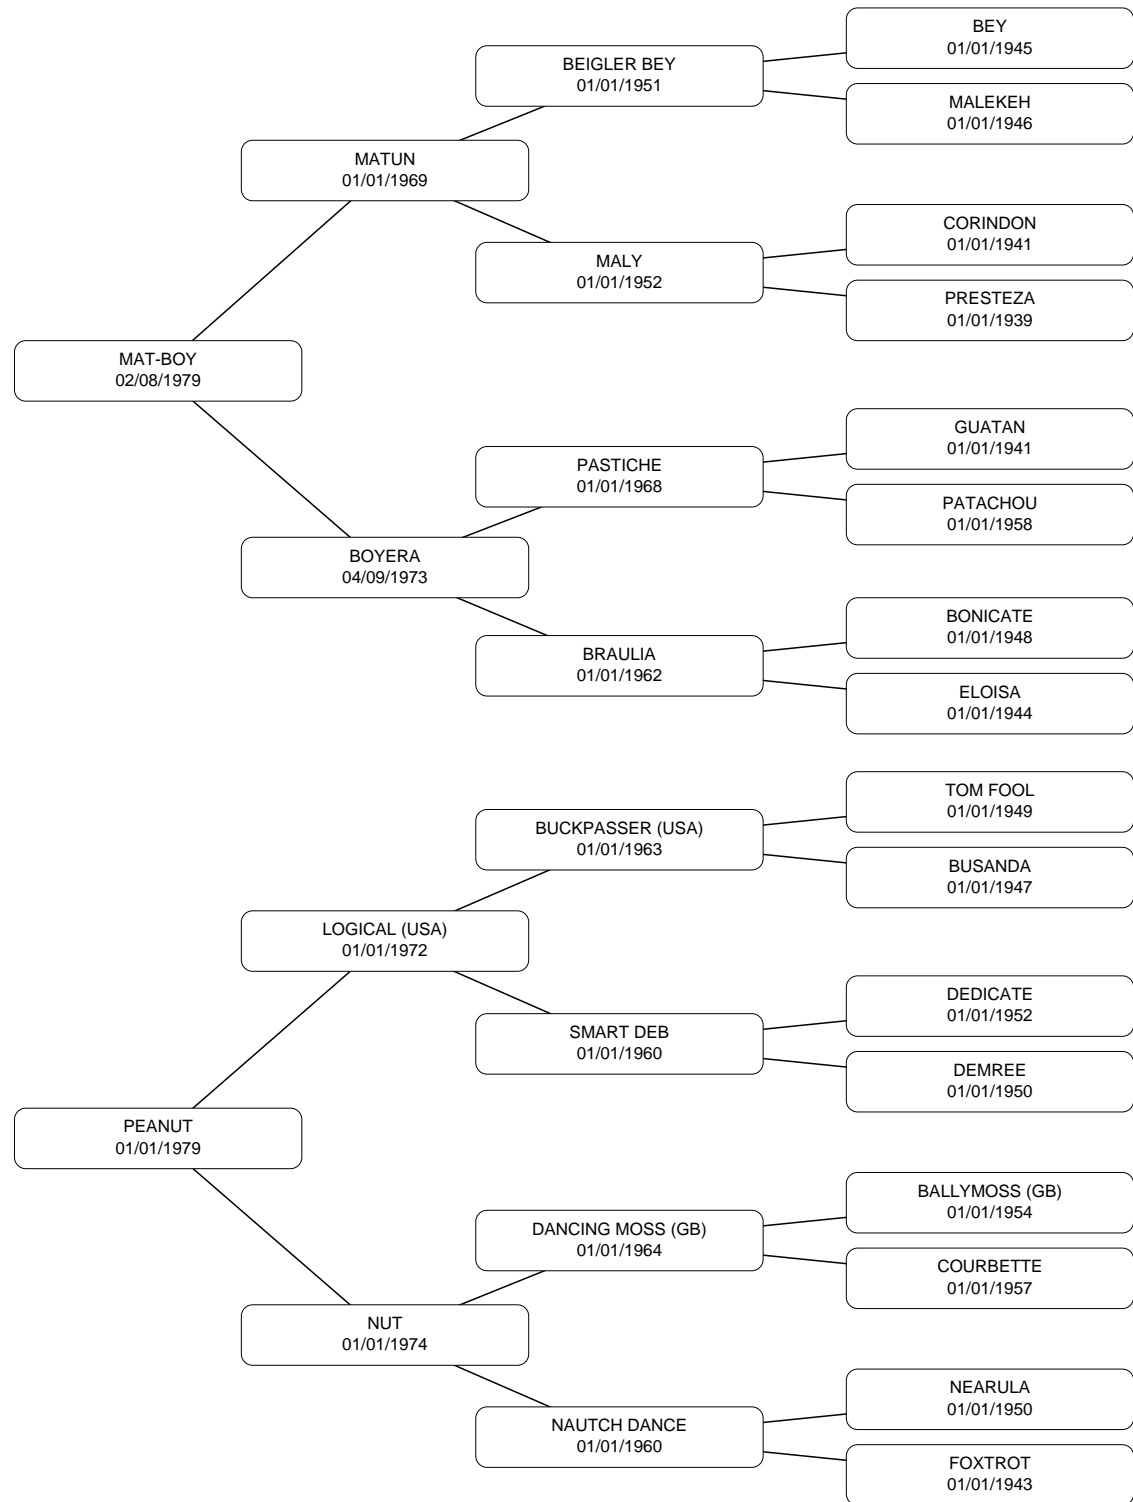 BEY
01/01/1945
BEIGLER BEY
01/01/1951
MALEKEH
01/01/1946
MATUN
01/01/1969
CORINDON
01/01/1941
MALY
01/01/1952
PRESTEZA
01/01/1939
MAT-BOY
02/08/1979
GUATAN
01/01/1941
PASTICHE
01/01/1968
PATACHOU
01/01/1958
BOYERA
04/09/1973
BONICATE
01/01/1948
BRAULIA
01/01/1962
ELOISA
01/01/1944
TOM FOOL
01/01/1949
BUCKPASSER (USA)
01/01/1963
BUSANDA
01/01/1947
LOGICAL (USA)
01/01/1972
DEDICATE
01/01/1952
SMART DEB
01/01/1960
DEMREE
01/01/1950
PEANUT
01/01/1979
BALLYMOSS (GB)
01/01/1954
DANCING MOSS (GB)
01/01/1964
COURBETTE
01/01/1957
NUT
01/01/1974
NEARULA
01/01/1950
NAUTCH DANCE
01/01/1960
FOXTROT
01/01/1943